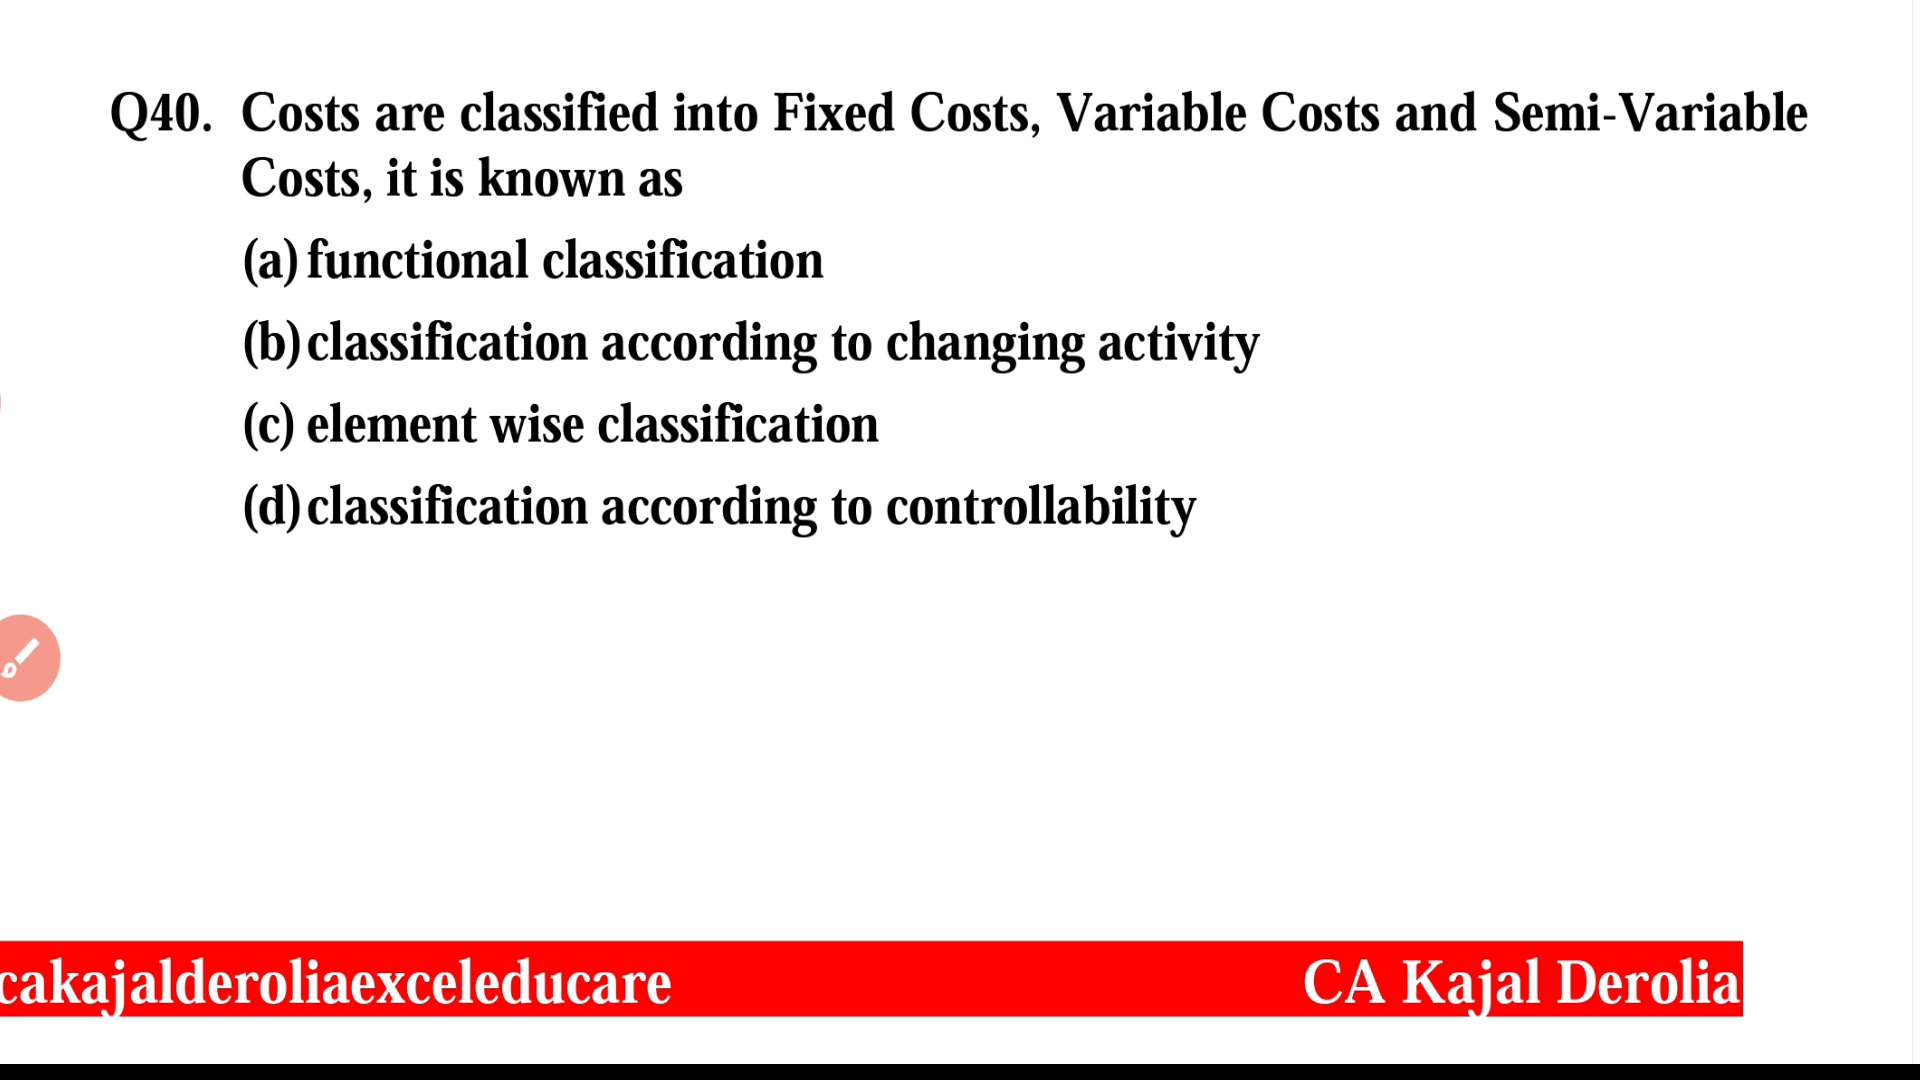 Q40. Costs are classified into Fixed Costs, Variable Costs and Semi-Variable
Costs, it is known as
(a) functional classification
(b) classification according to changing activity
(c) element wise classification
(d) classification according to controllability
cakajalderoliaexceleducare CA Kajal Derolia